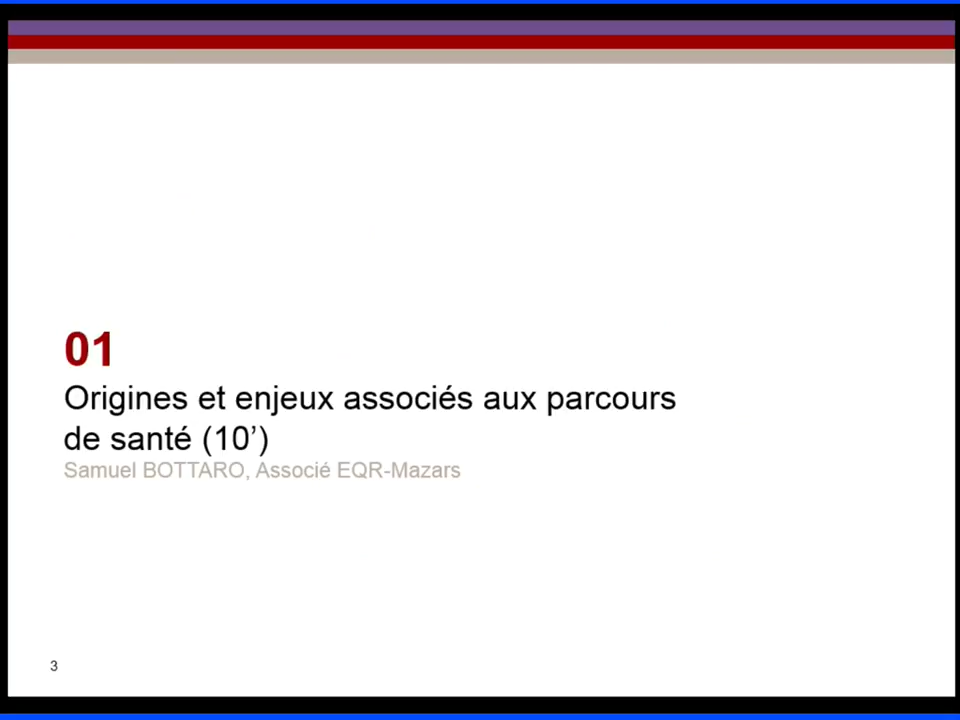 01
Origines et enjeux associés aux parcours
de santé (10’)
Samuel BOTTARO, Associé EQR-Mazars
3